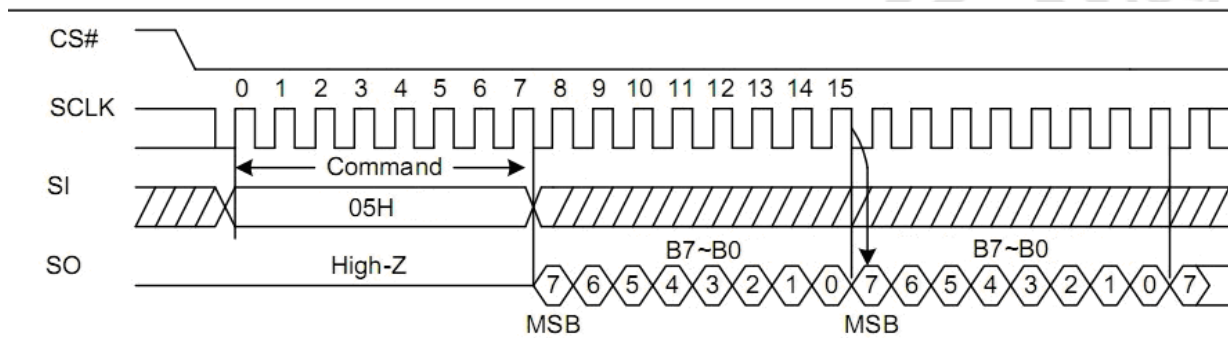 CS#
0 1 2 3 4 5 6 7 8 9 10 11 12 13 14 15
SCLK
Command
SI
05H
B7~B0 B7~B0
SO High-Z
7 6 5 4 3 2 1 0 7 6 5 4 3 2 1 0 7
MSB MSB